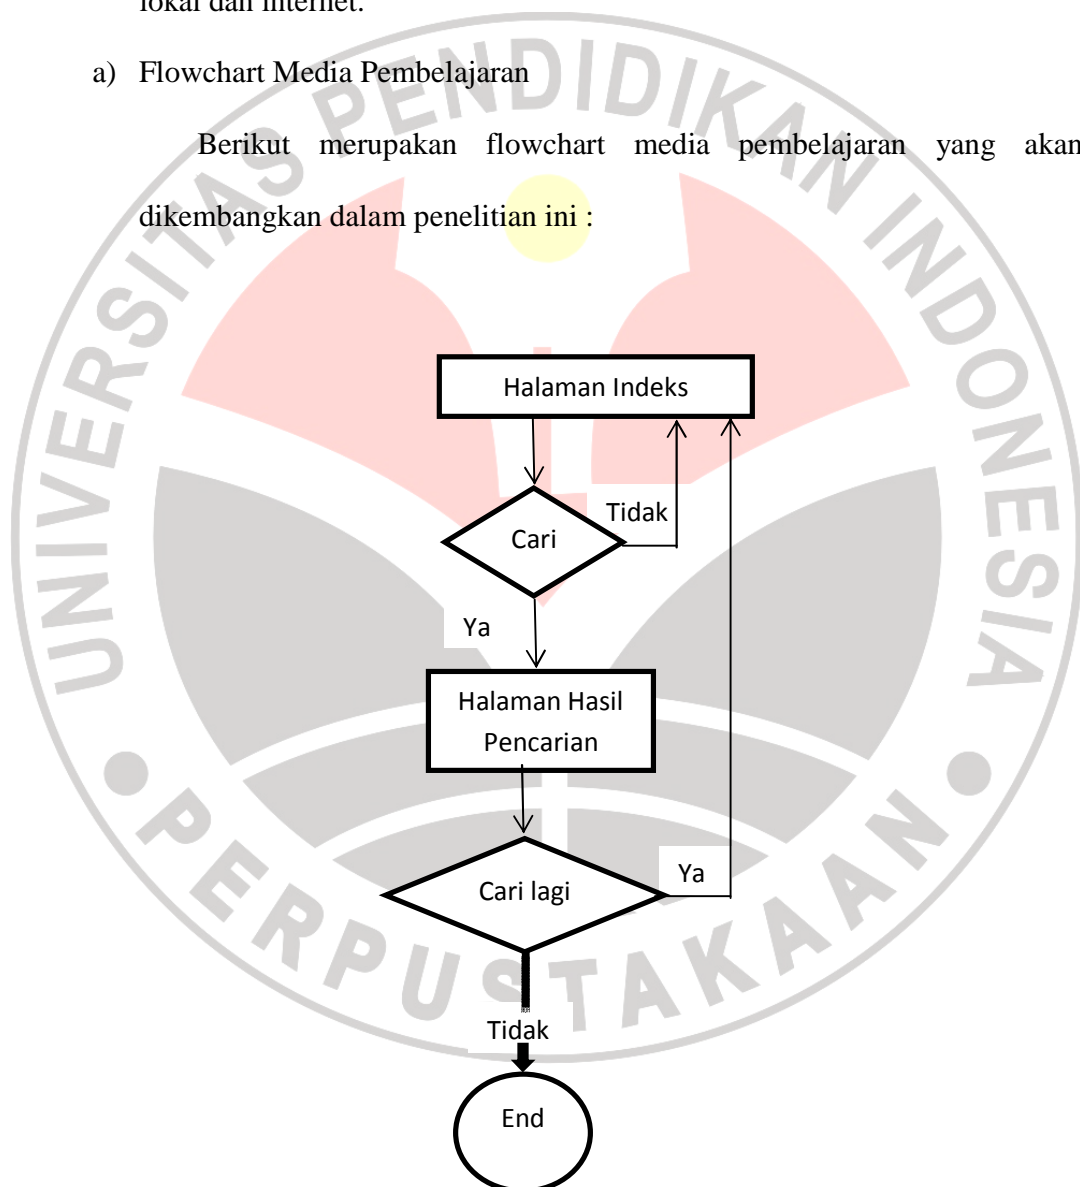 lokal dan internet.
a) Flowchart Media Pembelajaran
Berikut merupakan flowchart media pembelajaran yang akan
dikembangkan dalam penelitian ini :
Halaman Indeks
Tidak
Cari
Ya
Halaman Hasil
Pencarian
Ya
Cari lagi
Tidak
End
UNIVERSITAS PENDIDIKAN INDONESIA
PERPUSTAKAAN